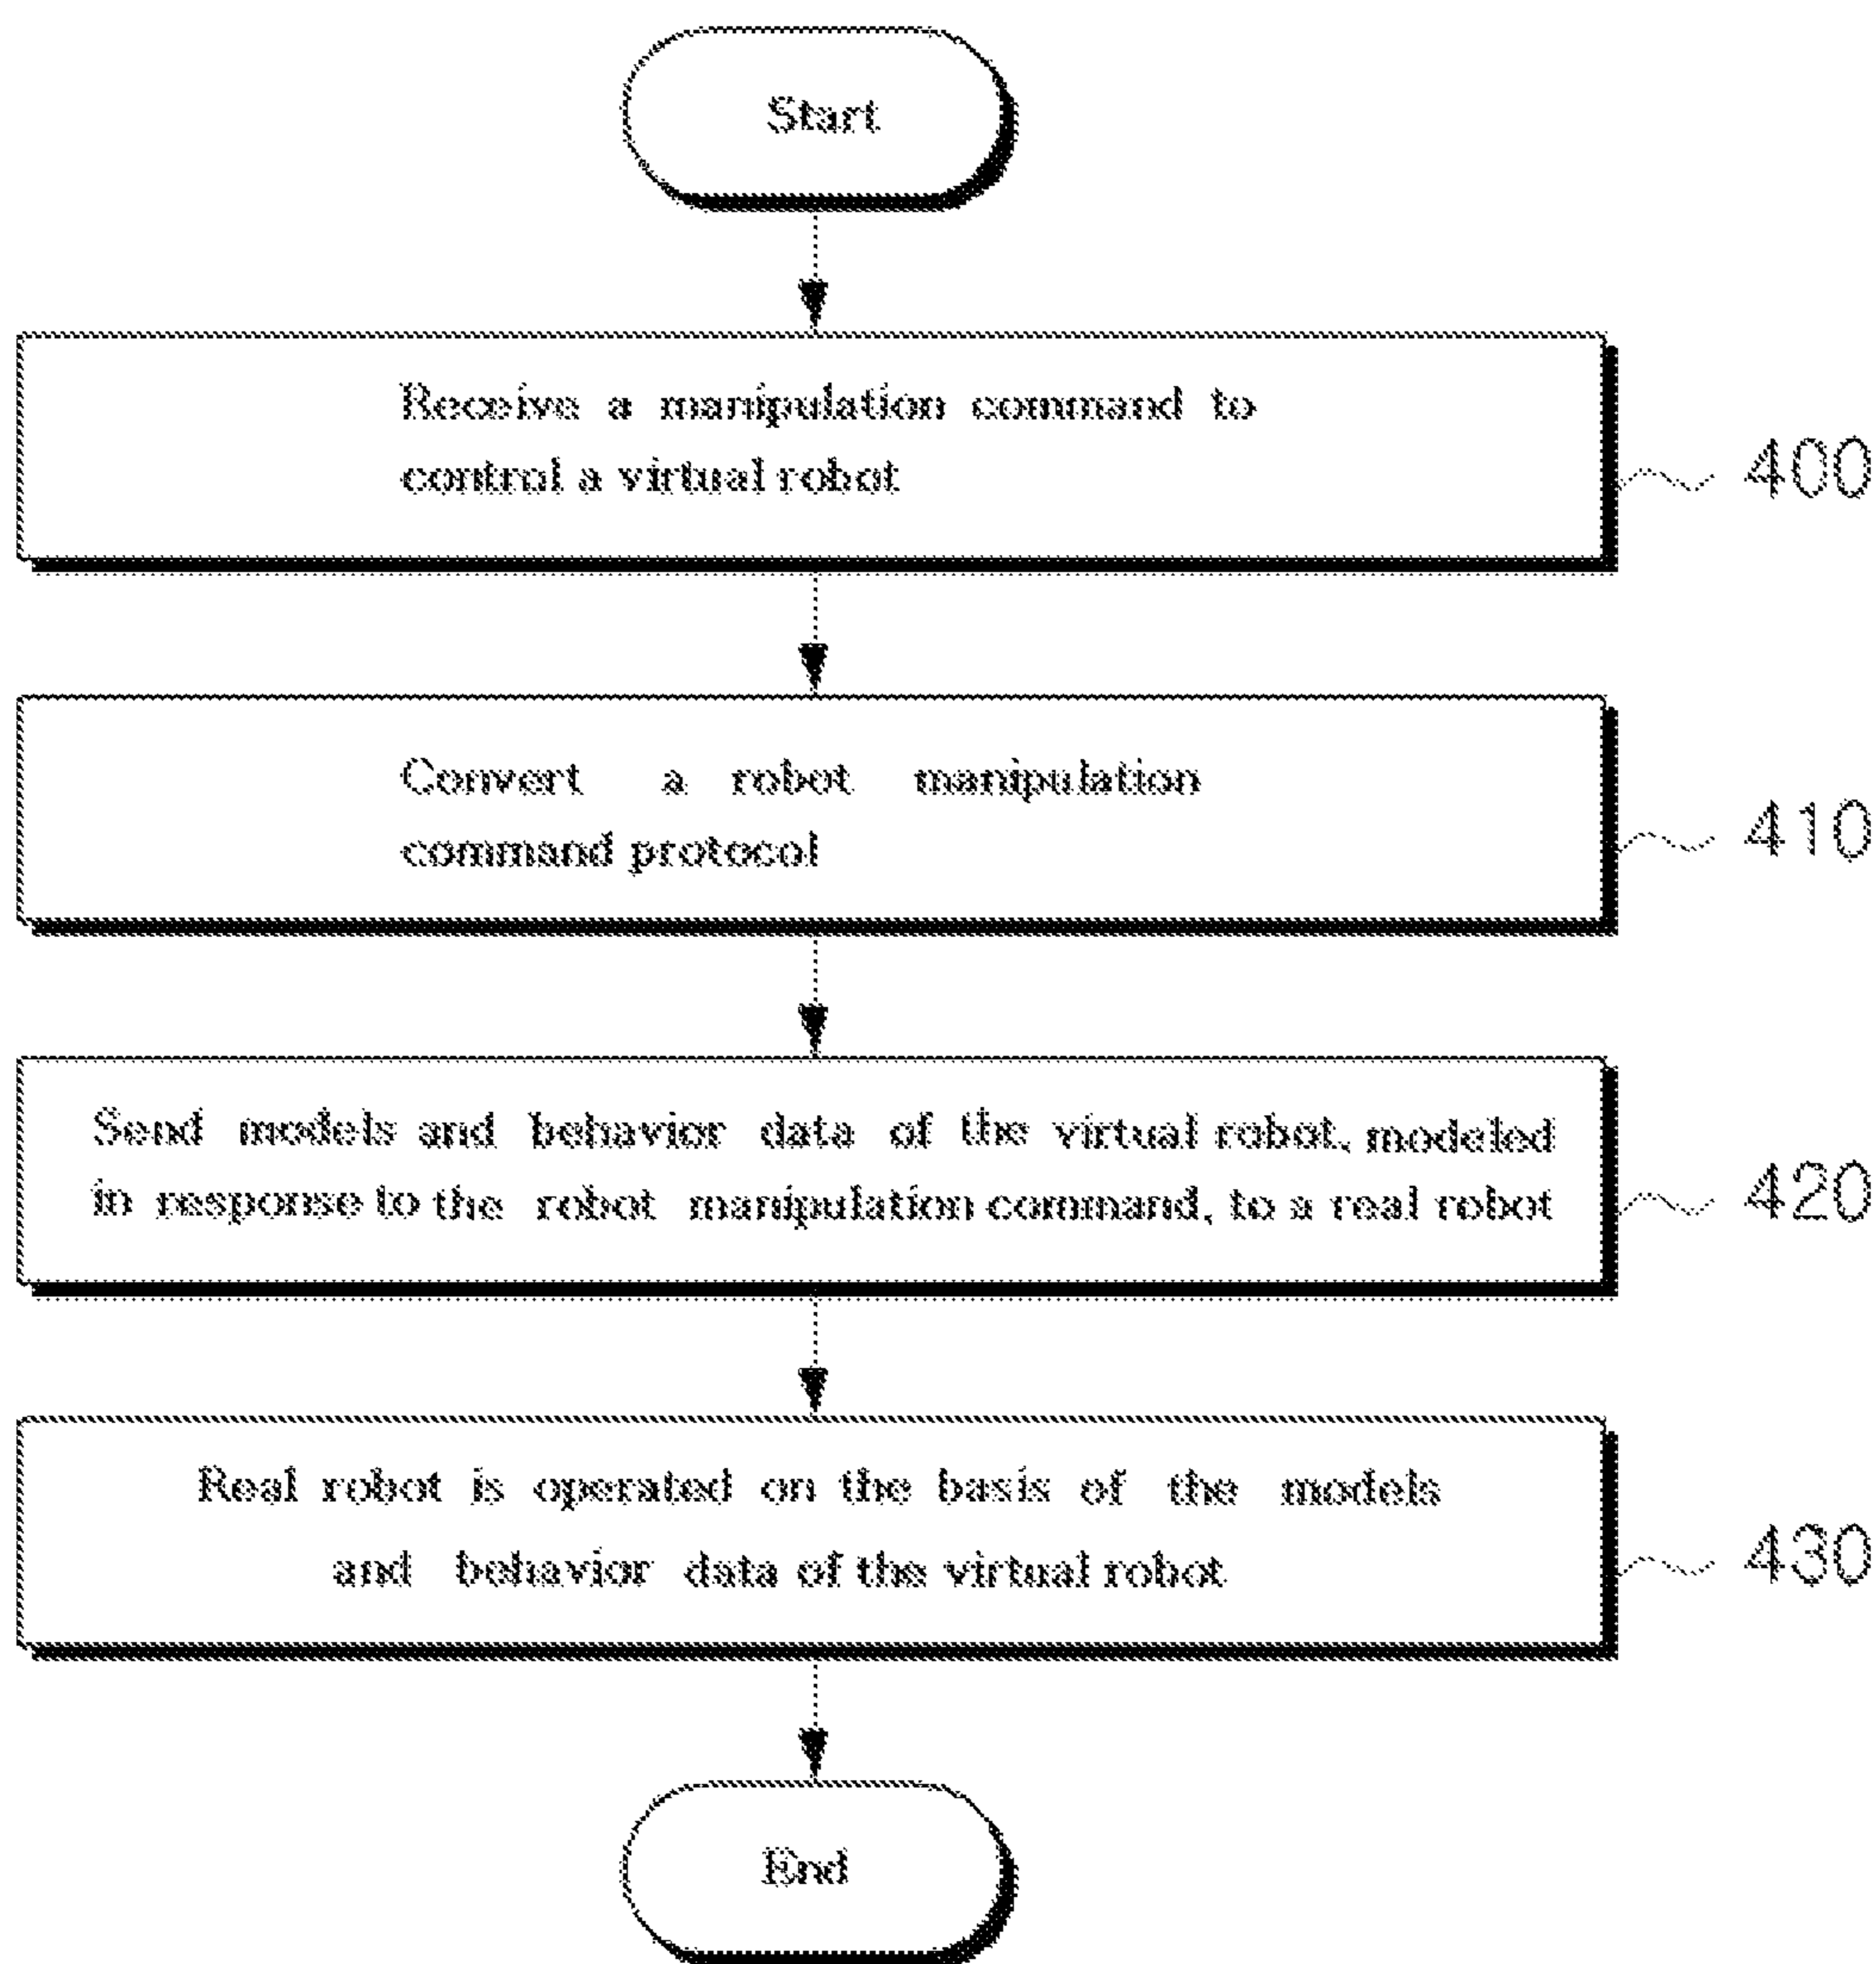 Start
Receive a manipulation command to
control a virtual robot
400
Convert a robot manipulation
command protocol
410
Send models and behavior data of the virtual robot, modeled
in response to the robot manipulation command, to a real robot
420
Real robot is operated on the basis of the models
and behavior data of the virtual robot
430
End